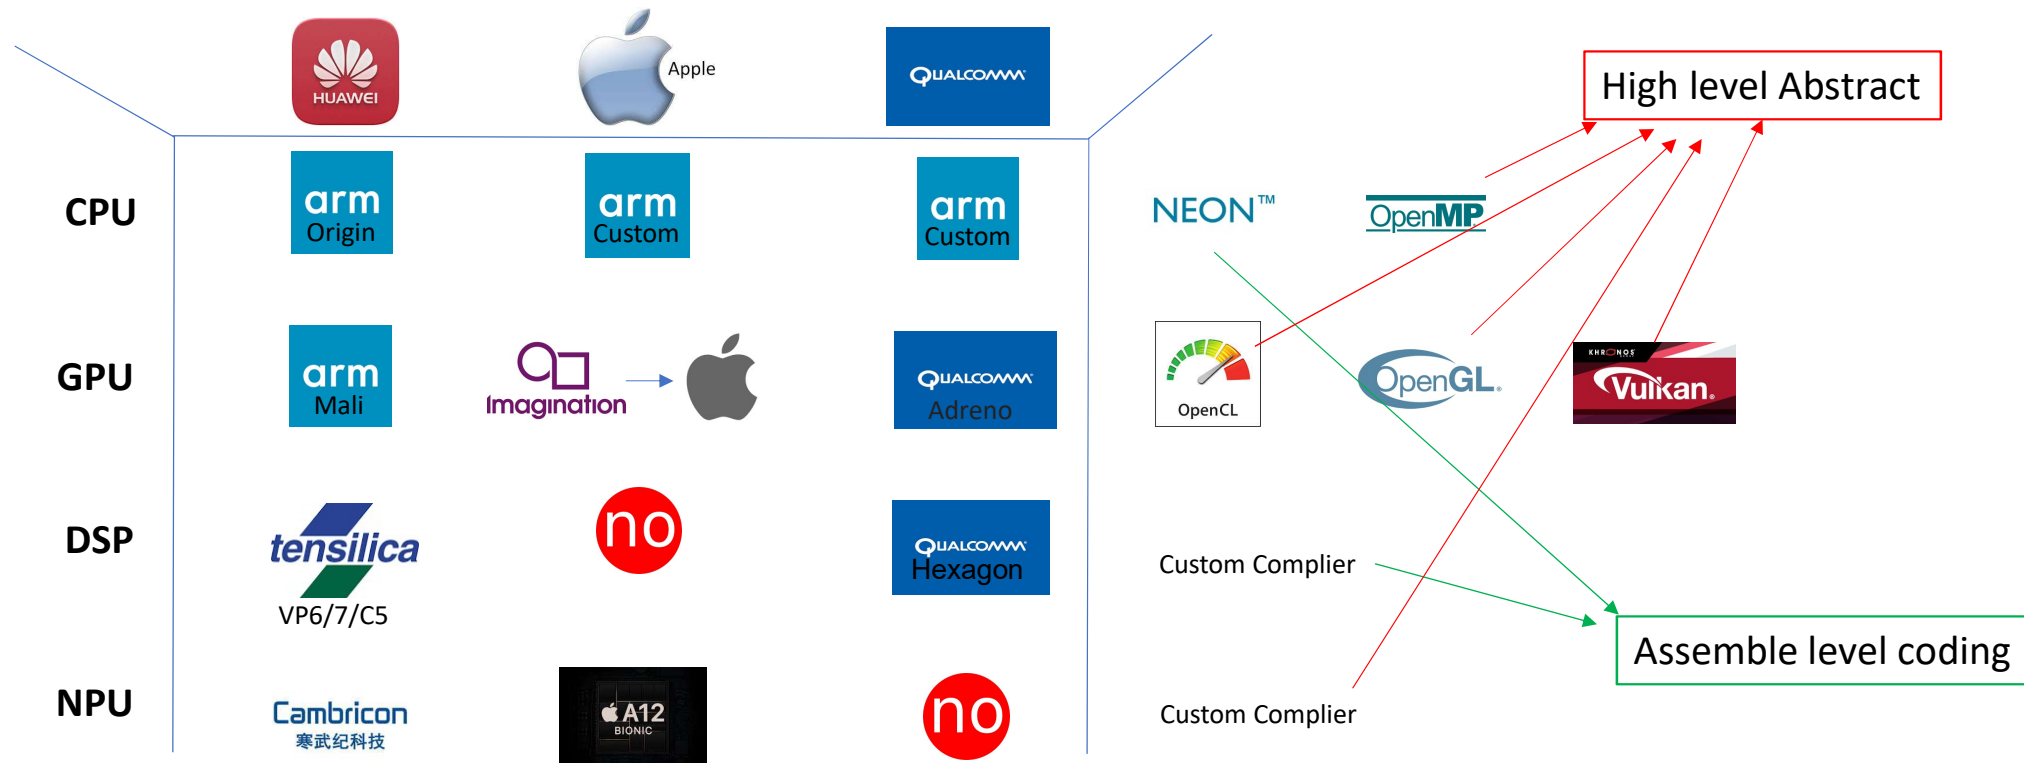 HUAWEI
Apple
QUALCOMM
High level Abstract
CPU
arm
Origin
arm
Custom
arm
Custom
NEON™
OpenMP
GPU
arm
Mali
Imagination
QUALCOMM
Adreno
OpenCL
OpenGL
KHRONOS
GROUP
Vulkan
DSP
tensilica
VP6/7/C5
no
QUALCOMM
Hexagon
Custom Complier
Assemble level coding
NPU
Cambricon
寒武纪科技
A12
BIONIC
no
Custom Complier